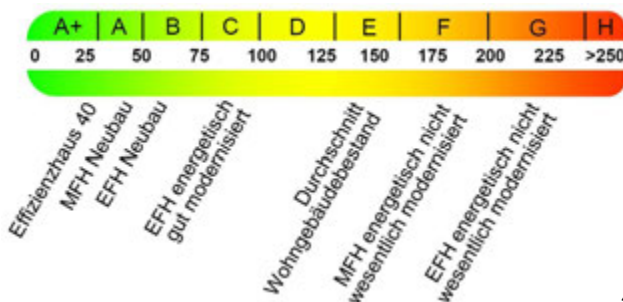 A+ A B C D E F G H
0 25 50 75 100 125 150 175 200 225 >250
Effizienzhaus 40
MFH Neubau
EFH Neubau
EFH energetisch
gut modernisiert
Durchschnitt
Wohngebäudebestand
MFH energetisch nicht
wesentlich modernisiert
EFH energetisch nicht
wesentlich modernisiert